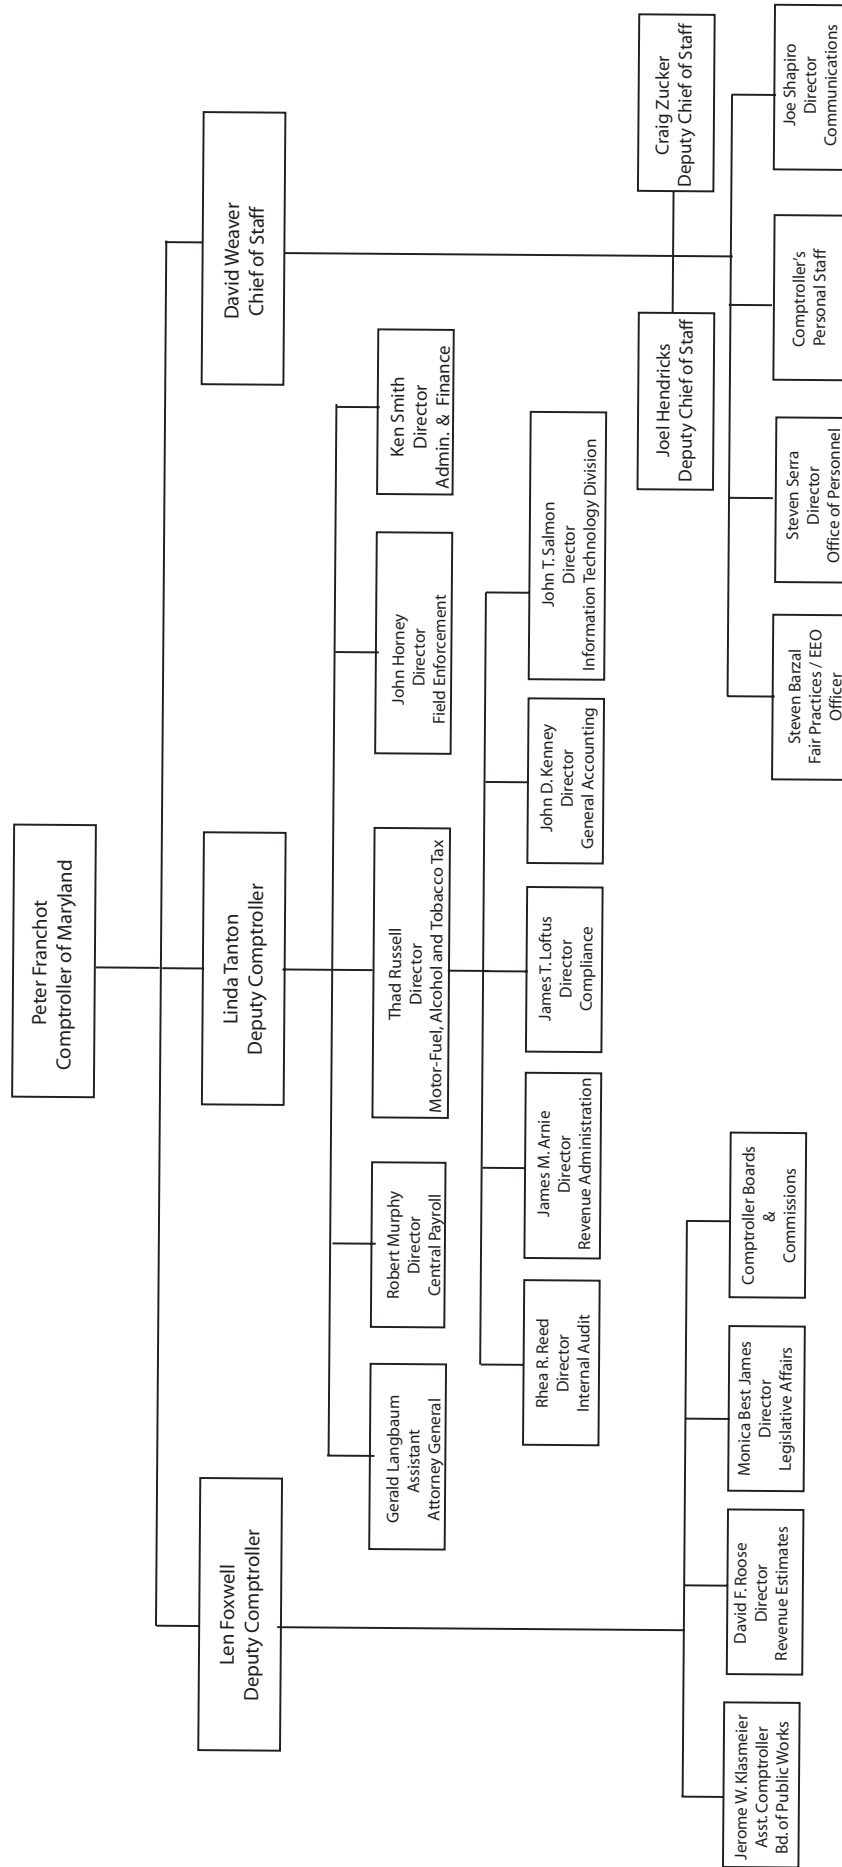 Peter Franchot
Comptroller of Maryland
Len Foxwell
Deputy Comptroller
Linda Tanton
Deputy Comptroller
David Weaver
Chief of Staff
Gerald Langbaum
Assistant
Attorney General
Robert Murphy
Director
Central Payroll
Thad Russell
Director
Motor-Fuel, Alcohol and Tobacco Tax
John Horney
Director
Field Enforcement
Ken Smith
Director
Admin. & Finance
Rhea R. Reed
Director
Internal Audit
James M. Arnie
Director
Revenue Administration
James T. Loftus
Director
Compliance
John D. Kenney
Director
General Accounting
John T. Salmon
Director
Information Technology Division
Joel Hendricks
Deputy Chief of Staff
Craig Zucker
Deputy Chief of Staff
Jerome W. Klasmeier
Asst. Comptroller
Bd. of Public Works
David F. Roose
Director
Revenue Estimates
Monica Best James
Director
Legislative Affairs
Comptroller Boards
&
Commissions
Steven Barzal
Fair Practices / EEO
Officer
Steven Serra
Director
Office of Personnel
Comptroller's
Personal Staff
Joe Shapiro
Director
Communications